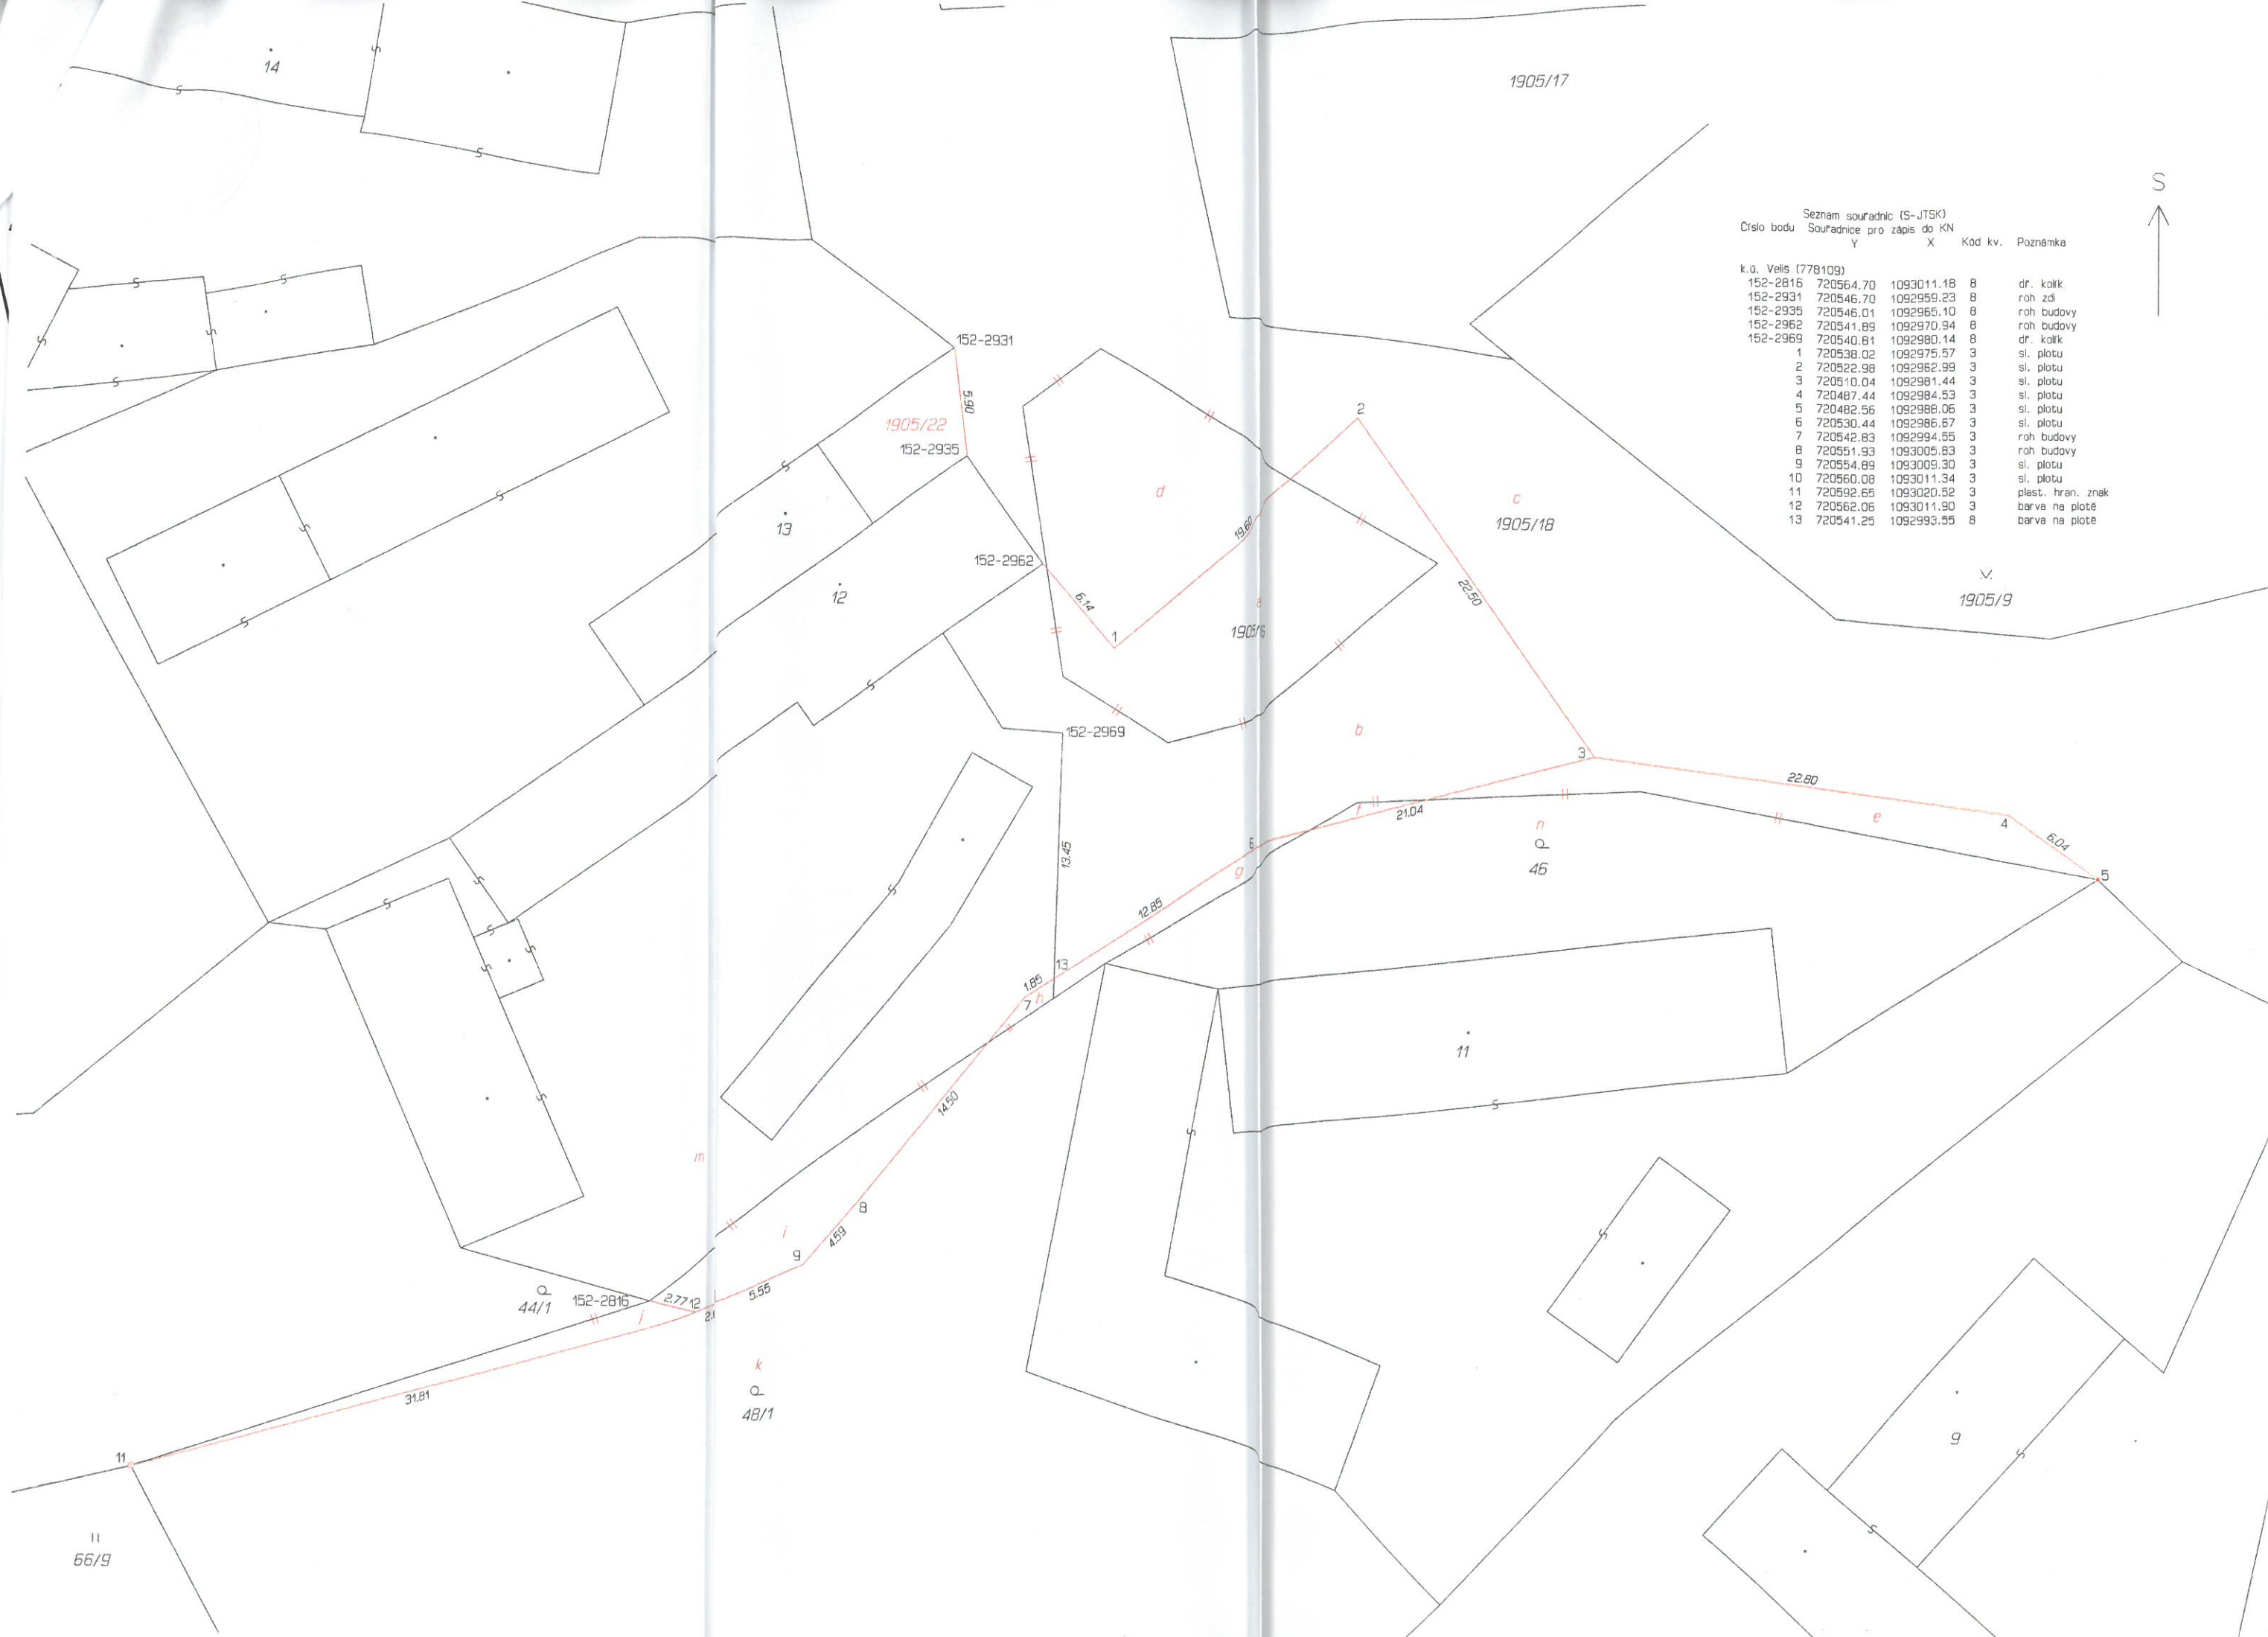 14
1905/17
S
Seznam souřadnic (S-JTSK)
Číslo bodu Souřadnice pro zápis do KN
Y X Kód kv. Poznámka
k.ú. Veliš (778109)
152-2816 720564.70 1093011.18 8 dř. kolík
152-2931 720546.70 1092959.23 8 roh zdi
152-2935 720546.01 1092965.10 8 roh budovy
152-2962 720541.89 1092970.94 8 roh budovy
152-2969 720540.81 1092980.14 8 dř. kolík
1 720538.02 1092975.57 3 sl. plotu
2 720522.98 1092962.99 3 sl. plotu
3 720510.04 1092981.44 3 sl. plotu
4 720487.44 1092984.53 3 sl. plotu
5 720482.56 1092988.06 3 sl. plotu
6 720530.44 1092986.67 3 sl. plotu
7 720542.83 1092994.55 3 roh budovy
8 720551.93 1093005.83 3 roh budovy
9 720554.89 1093009.30 3 sl. plotu
10 720560.08 1093011.34 3 sl. plotu
11 720592.65 1093020.52 3 plast. hran. znak
12 720562.06 1093011.90 3 barva na plotě
13 720541.25 1092993.55 8 barva na plotě
152-2931
5.90
1905/22
152-2935
2
d
c
1905/18
19.60
13
152-2962
6.14
22.50
12
1
a
1905/6
1905/9
152-2969
b
3
22.80
f
21.04
n
46
e
4
6.04
5
6
g
13.45
12.85
13
1.85
7
h
11
14.50
m
8
i
9
4.59
5.55
44/1
152-2816
2.77
12
2.1
j
k
48/1
31.81
11
9
66/9